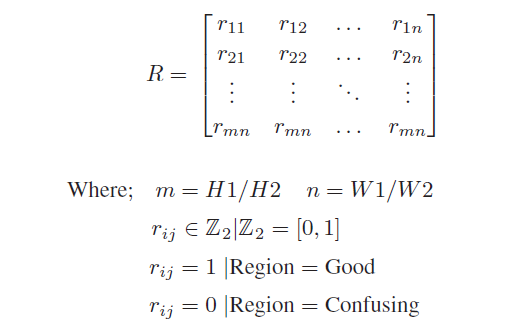 R = [r₁₁ r₁₂ … r₁ₙ
r₂₁ r₂₂ … r₂ₙ
⋮ ⋮ ⋱ ⋮
rₘₙ rₘₙ … rₘₙ]
Where; m = H1/H2 n = W1/W2
rᵢⱼ ∈ ℤ₂|ℤ₂ = [0, 1]
rᵢⱼ = 1 |Region = Good
rᵢⱼ = 0 |Region = Confusing